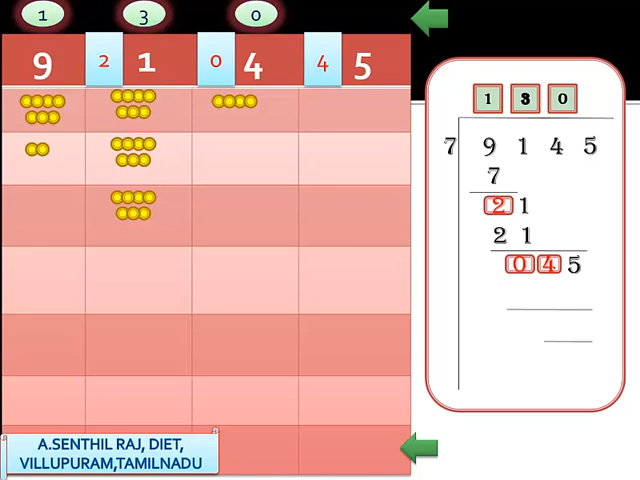 1 3 0
9 2 1 0 4 4 5
1 3 0
7 9 1 4 5
7
2 1
2 1
0 4 5
A.SENTHIL RAJ, DIET,
VILLUPURAM,TAMILNADU